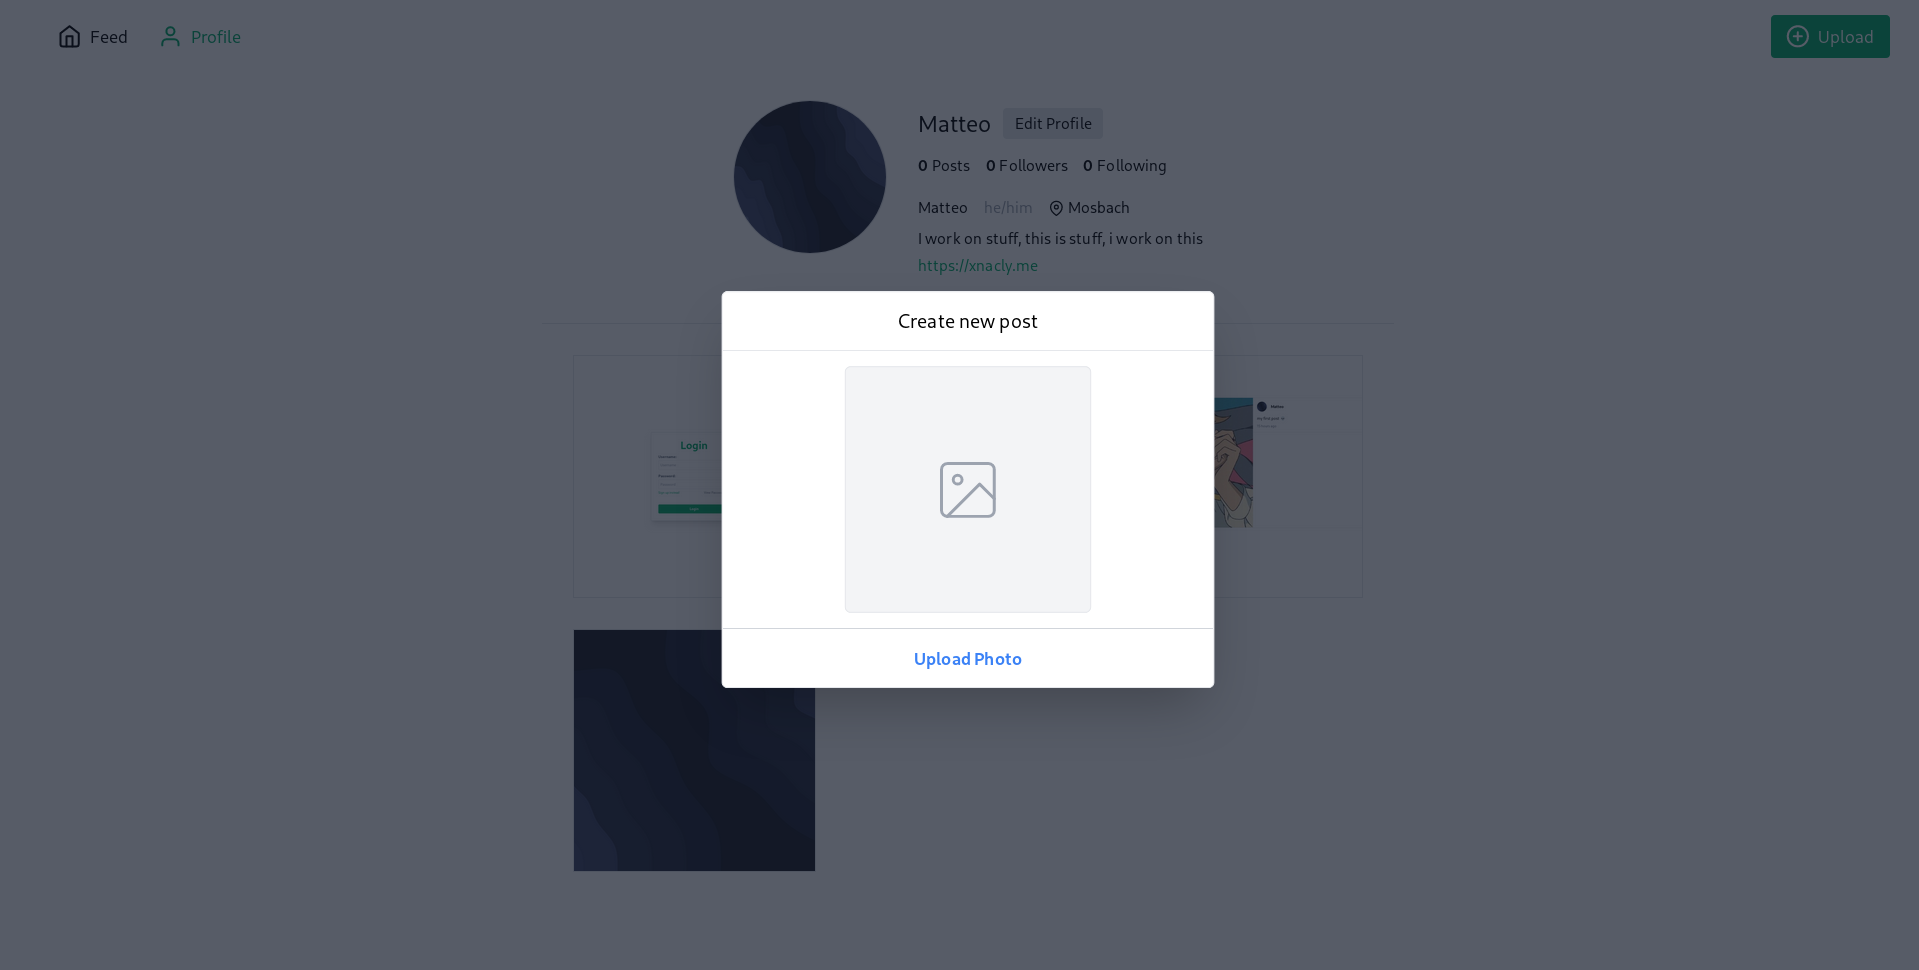 Feed Profile Upload
Matteo Edit Profile
0 Posts 0 Followers 0 Following
Matteo he/him Mosbach
I work on stuff, this is stuff, i work on this
https://xnacly.me
Create new post
Login
Upload Photo